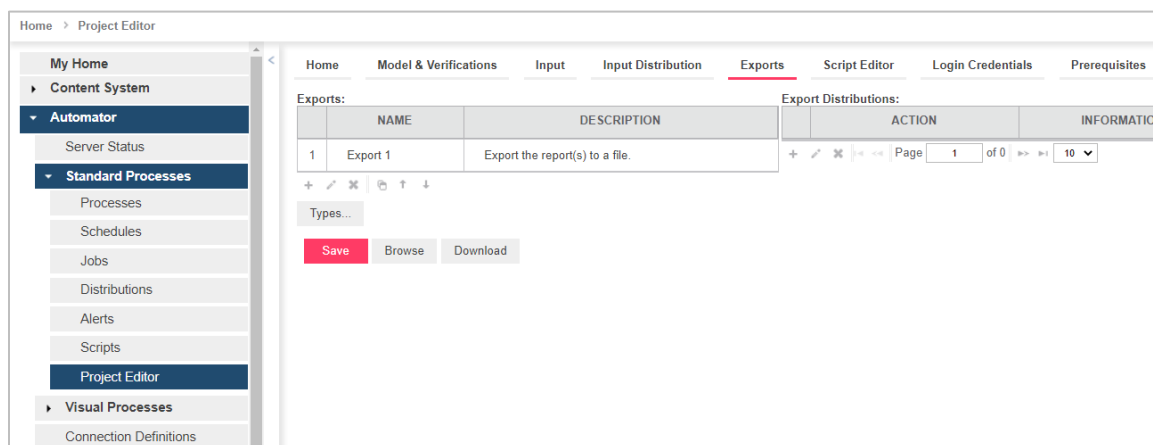 Home > Project Editor
My Home
Content System
Automator
Server Status
Standard Processes
Processes
Schedules
Jobs
Distributions
Alerts
Scripts
Project Editor
Visual Processes
Connection Definitions
Home Model & Verifications Input Input Distribution Exports Script Editor Login Credentials Prerequisites
Exports:
NAME DESCRIPTION
1 Export 1 Export the report(s) to a file.
Types...
Save Browse Download
Export Distributions:
ACTION INFORMATIO
Page 1 of 0 10